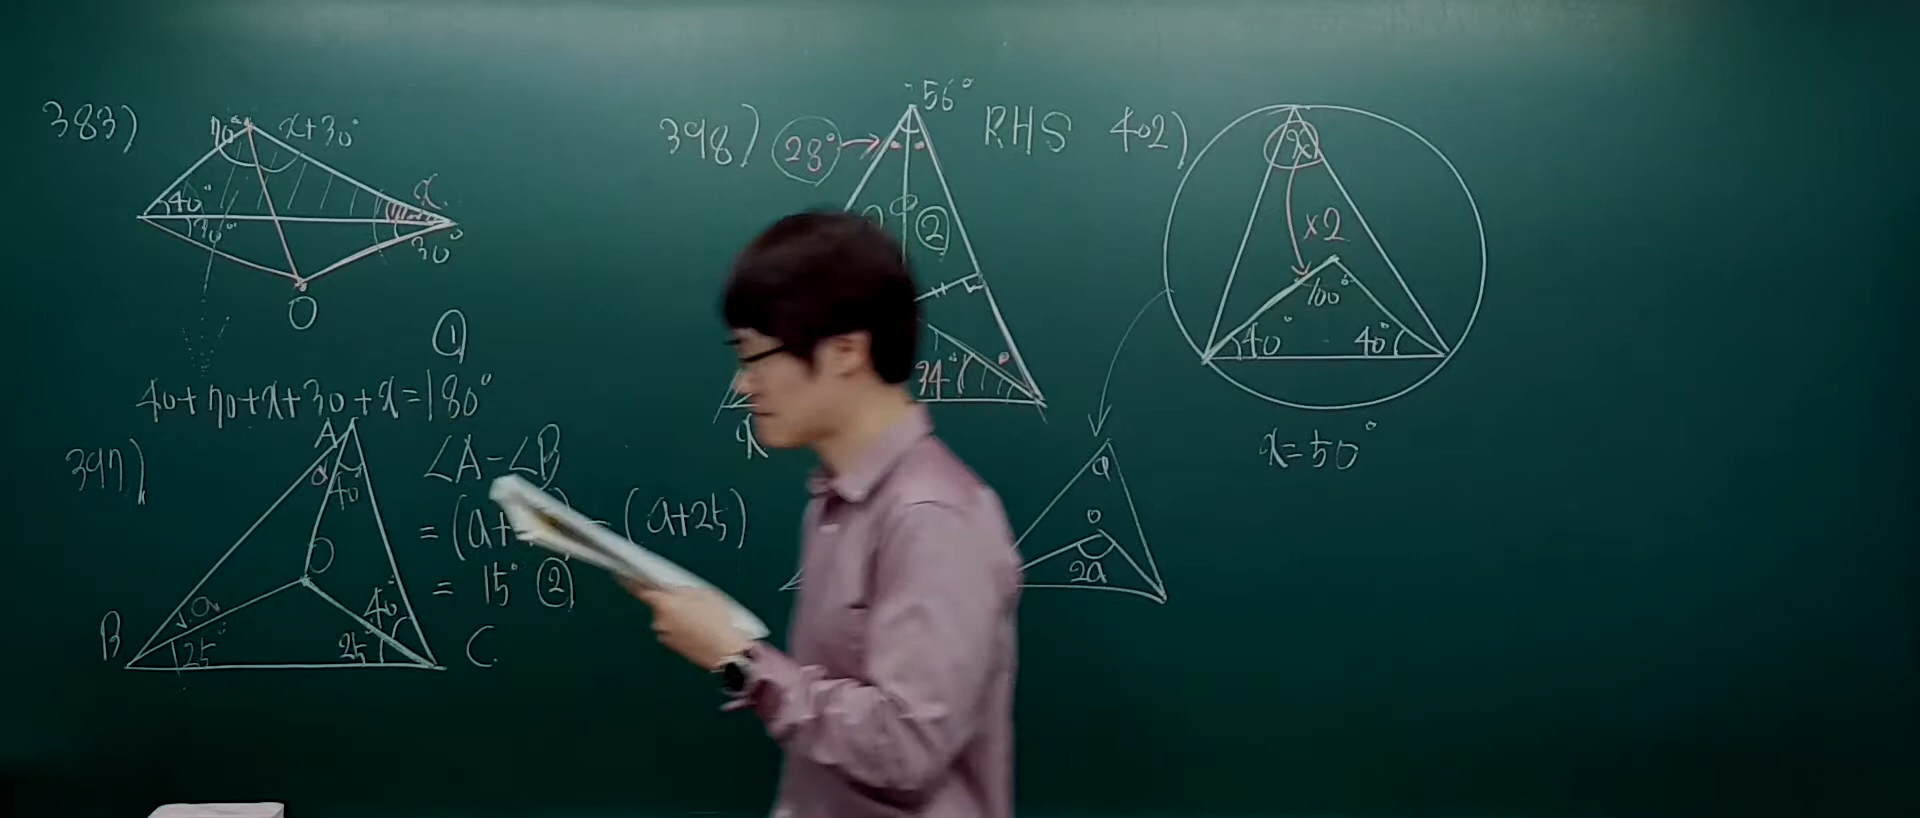 383)
70°
x+30°
40°
30°
x
30°
O
①
40+70+x+30+x=180°
397)
A
40°
O
a
25°
B
40°
25°
C
∠A-∠B
=(a+
- (a+25)
= 15° ②
398)
28°
56°
RHS
②
34°
x
402)
x
×2
100°
40°
40°
x=50°
a
O
2a